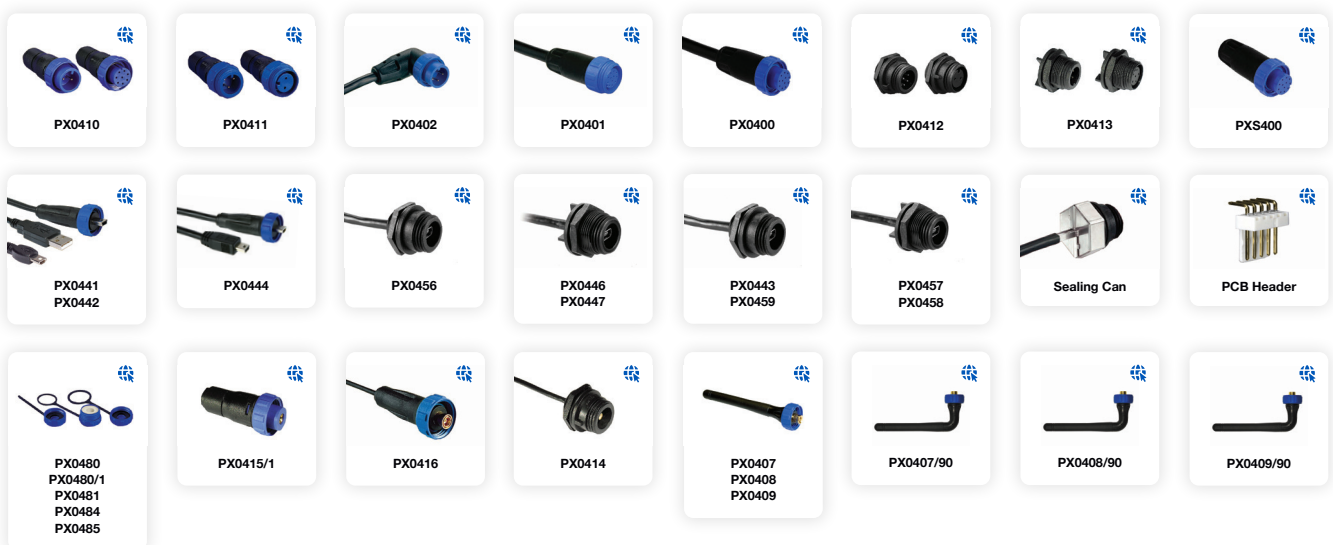 PX0410
PX0411
PX0402
PX0401
PX0400
PX0412
PX0413
PXS400
PX0441
PX0442
PX0444
PX0456
PX0446
PX0447
PX0443
PX0459
PX0457
PX0458
Sealing Can
PCB Header
PX0480
PX0480/1
PX0481
PX0484
PX0485
PX0415/1
PX0416
PX0414
PX0407
PX0408
PX0409
PX0407/90
PX0408/90
PX0409/90